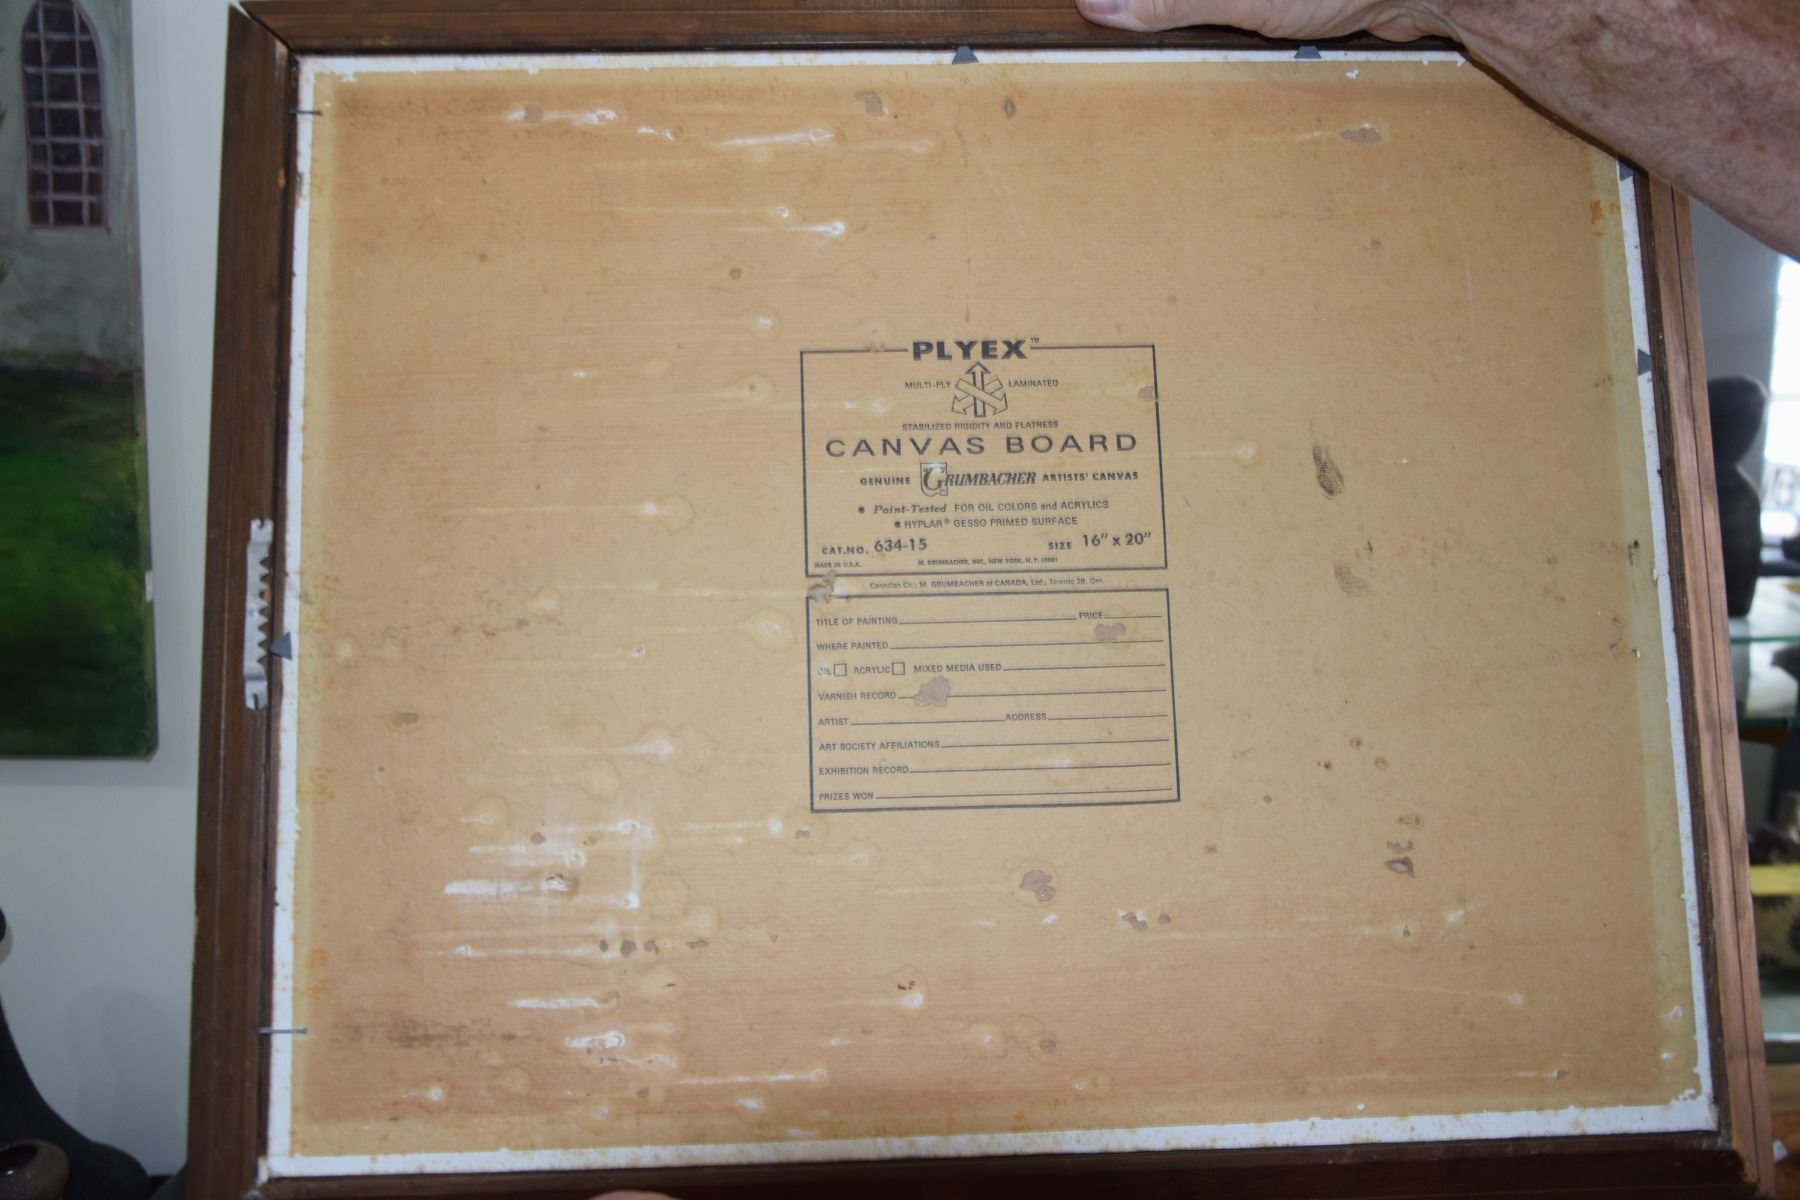 PLYEX™
MULTI-PLY LAMINATED
STABILIZED RIGIDITY AND FLATNESS
CANVAS BOARD
GENUINE GRUMBACHER ARTISTS' CANVAS
● Paint-Tested FOR OIL COLORS and ACRYLICS
● HYPLAR® GESSO PRIMED SURFACE
CAT.NO. 634-15 SIZE 16" x 20"
MADE IN U.S.A. M. GRUMBACHER, INC., NEW YORK, N.Y. 10001
Canadian Co.: M. GRUMBACHER of CANADA, Ltd., Toronto 2B, Ont.
TITLE OF PAINTING PRICE
WHERE PAINTED
OIL ACRYLIC MIXED MEDIA USED
VARNISH RECORD
ARTIST ADDRESS
ART SOCIETY AFFILIATIONS
EXHIBITION RECORD
PRIZES WON